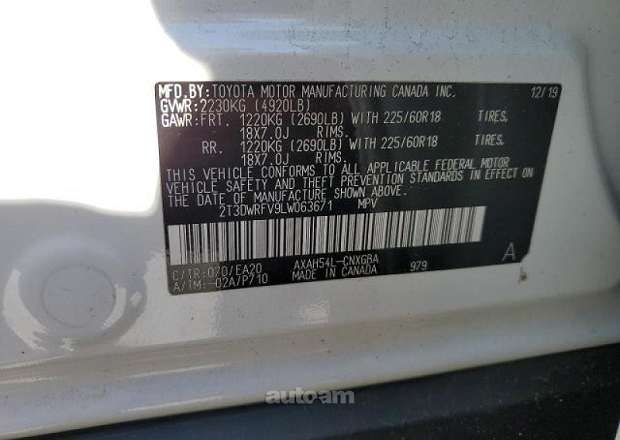 MFD.BY:TOYOTA MOTOR MANUFACTURING CANADA INC. 12/19
GVWR:2230KG (4920LB)
GAWR:FRT. 1220KG (2690LB) WITH 225/60R18 TIRES.
18X7.0J RIMS.
RR. 1220KG (2690LB) WITH 225/60R18 TIRES.
18X7.0J RIMS.
THIS VEHICLE CONFORMS TO ALL APPLICABLE FEDERAL MOTOR
VEHICLE SAFETY AND THEFT PREVENTION STANDARDS IN EFFECT ON
THE DATE OF MANUFACTURE SHOWN ABOVE.
2T3DWRFV9LW063671 MPV
C/TR:070/EA20 AXAH54L-CNXGBA A
A/TM:-02A/P710 MADE IN CANADA 979
autoam